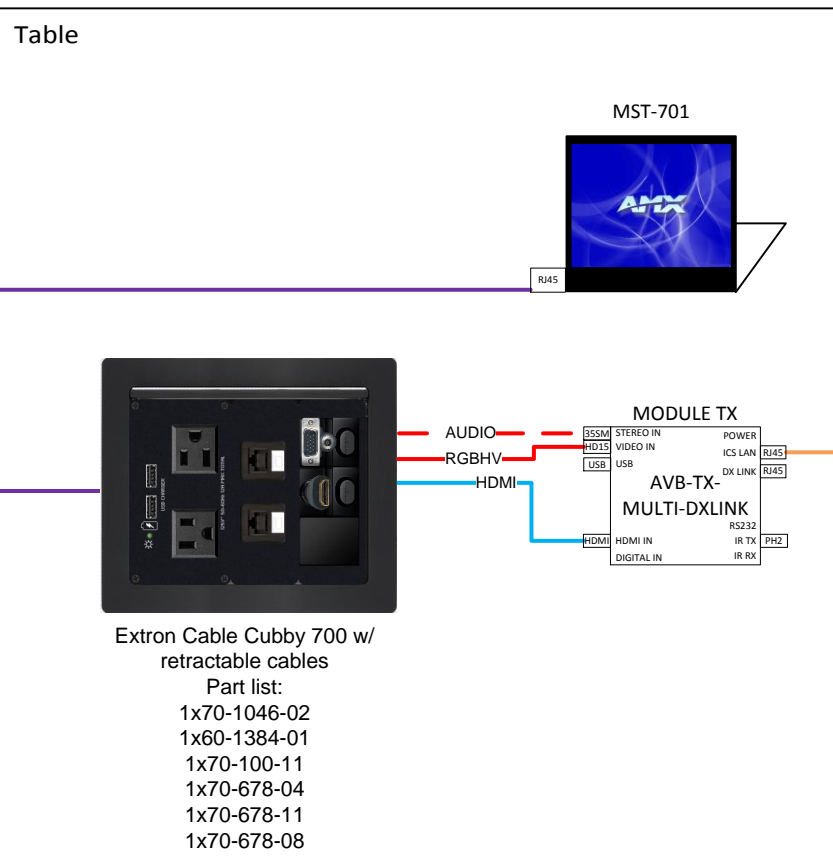 Table
MST-701
AMX
RJ45
AUDIO
RGBHV
HDMI
MODULE TX
35SM STEREO IN POWER
HD15 VIDEO IN ICS LAN RJ45
USB USB DX LINK RJ45
AVB-TX-
MULTI-DXLINK
RS232
HDMI HDMI IN IR TX PH2
DIGITAL IN IR RX
USB CHARGER
Extron Cable Cubby 700 w/
retractable cables
Part list:
1x70-1046-02
1x60-1384-01
1x70-100-11
1x70-678-04
1x70-678-11
1x70-678-08